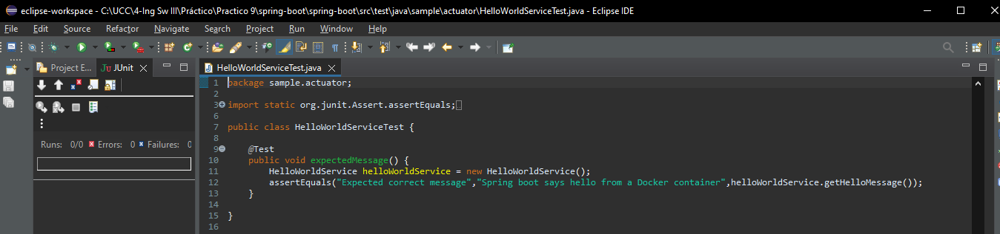 eclipse-workspace - C:\UCC\4-Ing Sw III\Práctico\Practico 9\spring-boot\spring-boot\src\test\java\sample\actuator\HelloWorldServiceTest.java - Eclipse IDE
File Edit Source Refactor Navigate Search Project Run Window Help
Project E... JUnit
HelloWorldServiceTest.java
Runs: 0/0 Errors: 0 Failures: 0
1 package sample.actuator;
2
3 import static org.junit.Assert.assertEquals;
6
7 public class HelloWorldServiceTest {
8
9 @Test
10 public void expectedMessage() {
11 HelloWorldService helloWorldService = new HelloWorldService();
12 assertEquals("Expected correct message","Spring boot says hello from a Docker container",helloWorldService.getHelloMessage());
13 }
14
15 }
16